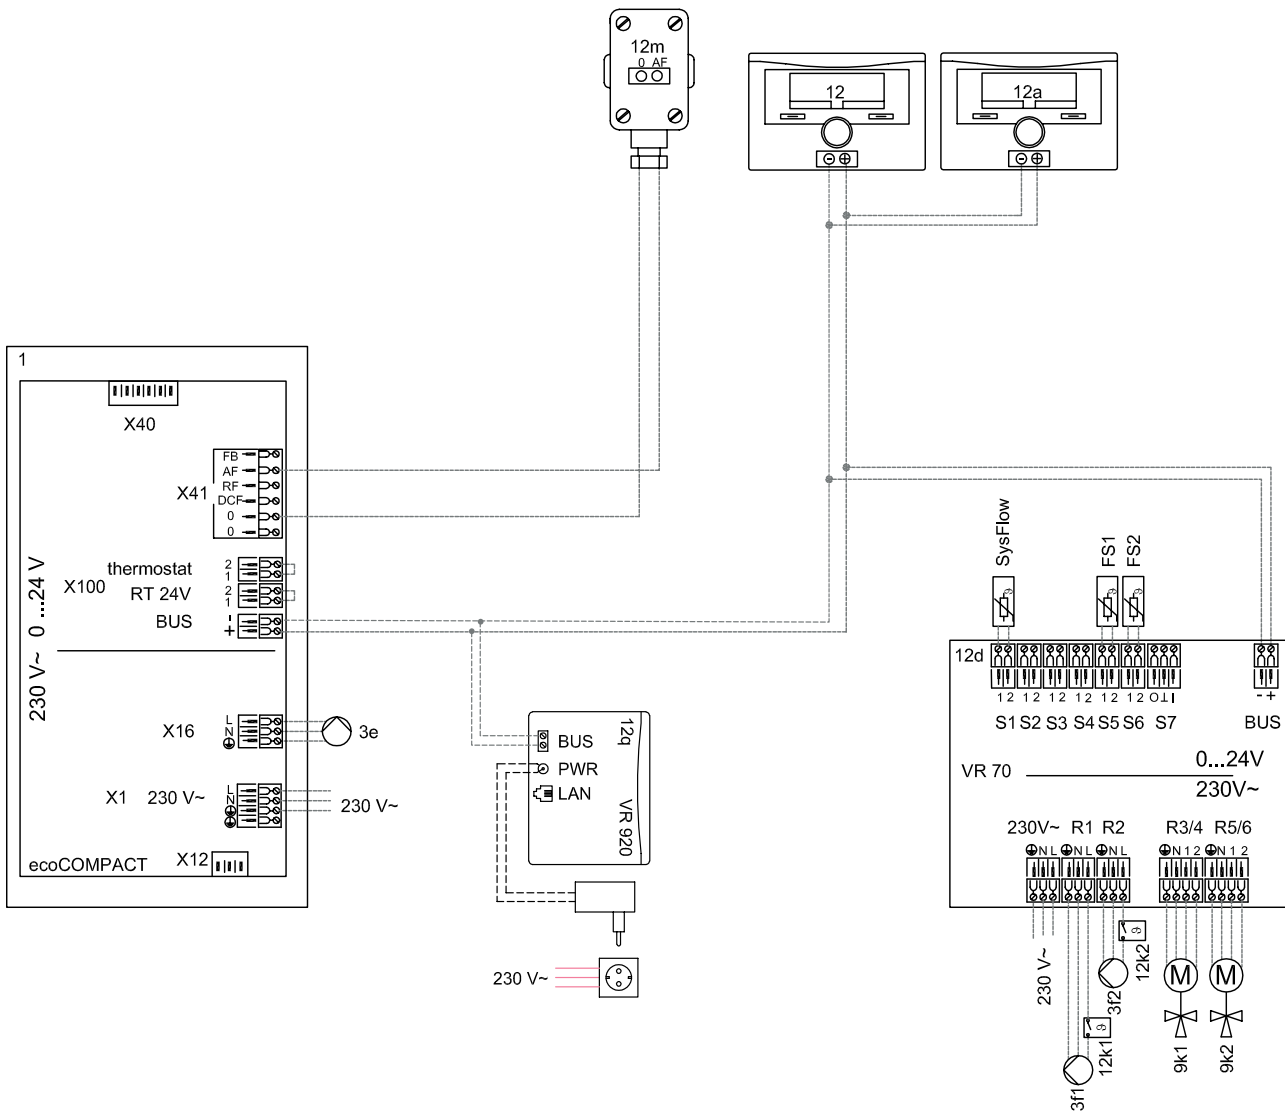 12m
0 AF
12
12a
1
X40
X41
FB
AF
RF
DCF
0
0
X100
thermostat
2
1
RT 24V
2
1
BUS
-
+
230 V~ 0 ...24 V
X16
L
N
3e
X1
230 V~
L
N
230 V~
X12
ecoCOMPACT
12q
BUS
PWR
LAN
VR 920
230 V~
SysFlow
FS1
FS2
12d
1 2 1 2 1 2 1 2 1 2 1 2 O T I
- +
S1 S2 S3 S4 S5 S6 S7
BUS
VR 70
0...24V
230V~
230V~ R1 R2 R3/4 R5/6
N L N L N L N 1 2 N 1 2
230 V~
3f1
12k1
3f2
12k2
M
M
9k1
9k2